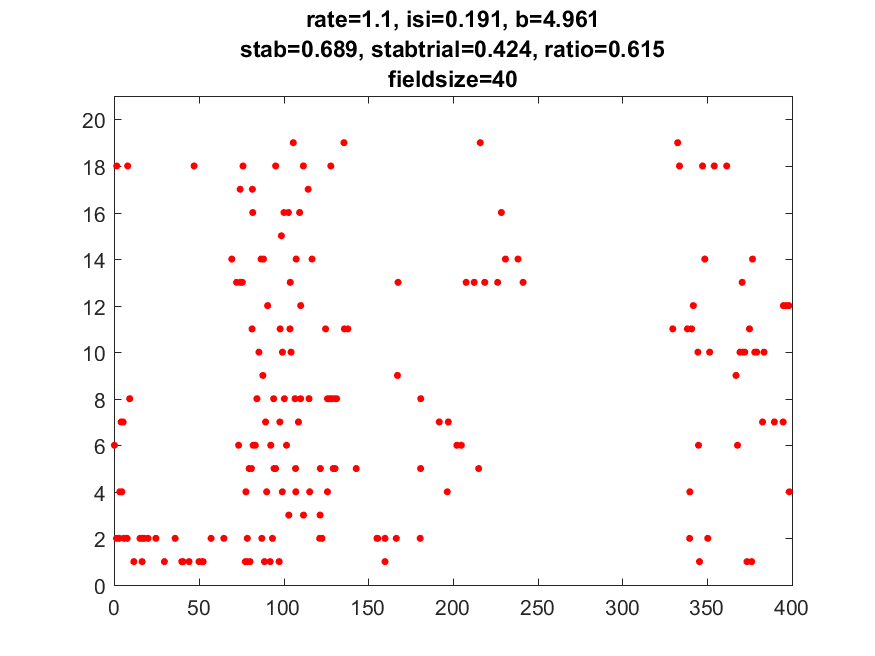 rate=1.1, isi=0.191, b=4.961
stab=0.689, stabtrial=0.424, ratio=0.615
fieldsize=40
20
18
16
14
12
10
8
6
4
2
0
0 50 100 150 200 250 300 350 400